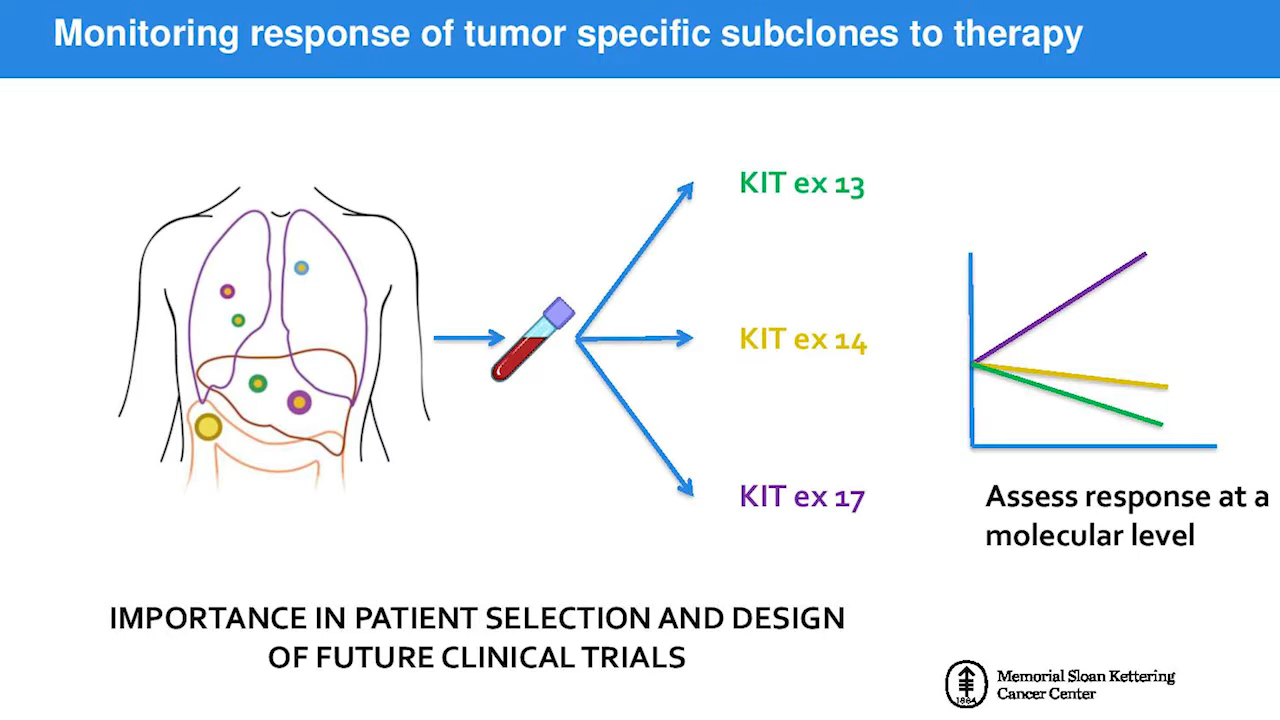 Monitoring response of tumor specific subclones to therapy
KIT ex 13
KIT ex 14
KIT ex 17
Assess response at a
molecular level
IMPORTANCE IN PATIENT SELECTION AND DESIGN
OF FUTURE CLINICAL TRIALS
1884
Memorial Sloan Kettering
Cancer Center